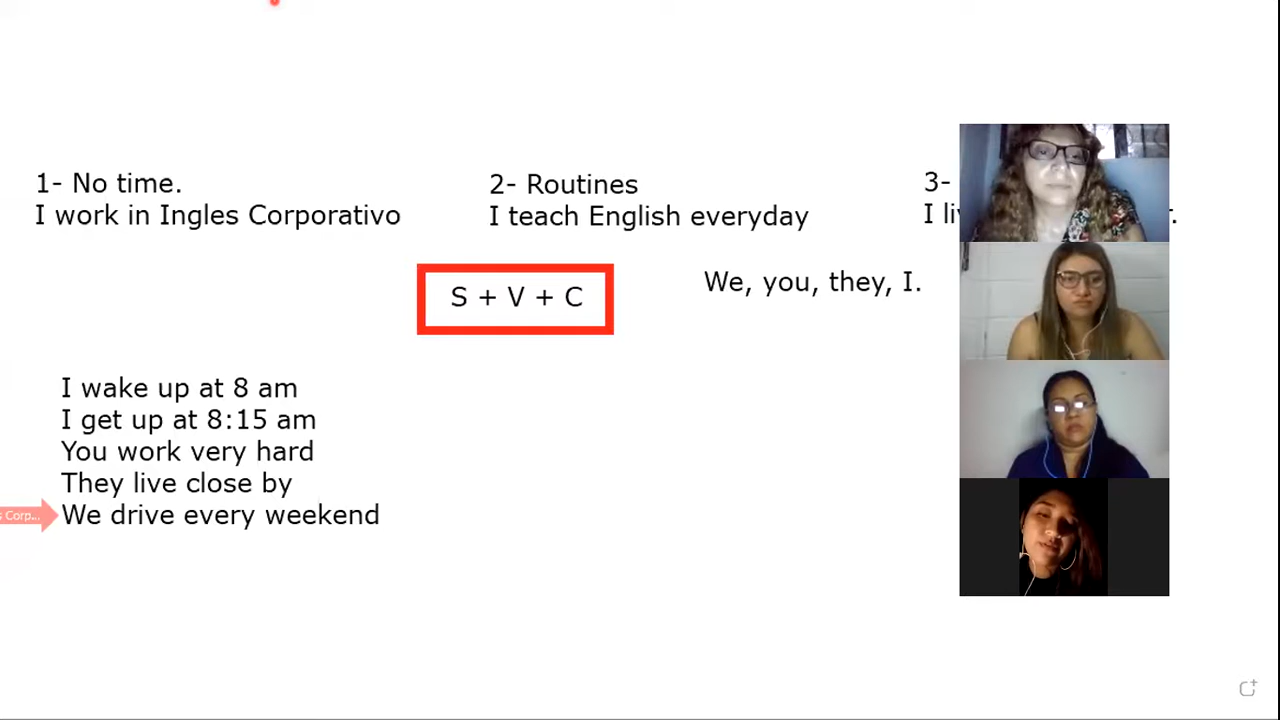 1- No time.
I work in Ingles Corporativo
2- Routines
I teach English everyday
3-
I
S + V + C
We, you, they, I.
I wake up at 8 am
I get up at 8:15 am
You work very hard
They live close by
We drive every weekend
Corp...